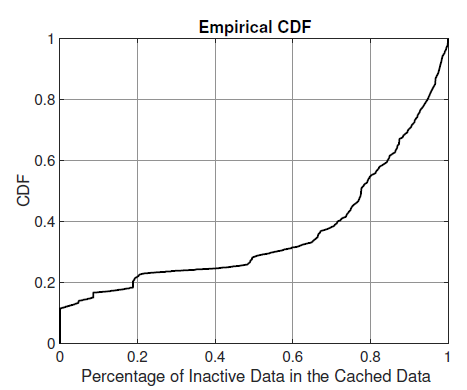 Empirical CDF
1
0.8
0.6
0.4
0.2
0
CDF
0 0.2 0.4 0.6 0.8 1
Percentage of Inactive Data in the Cached Data